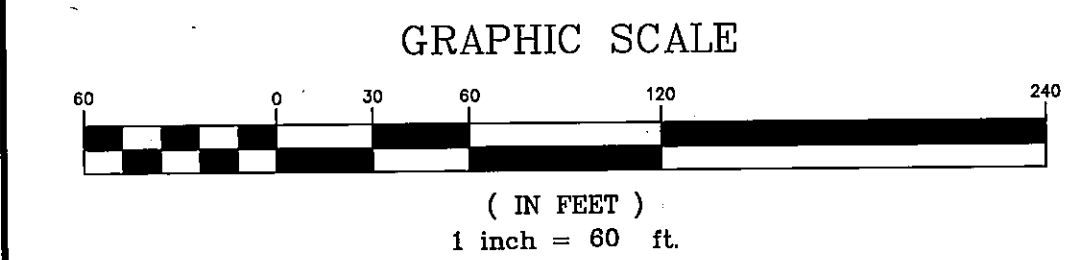 GRAPHIC SCALE
60 0 30 60 120 240
( IN FEET )
1 inch = 60 ft.